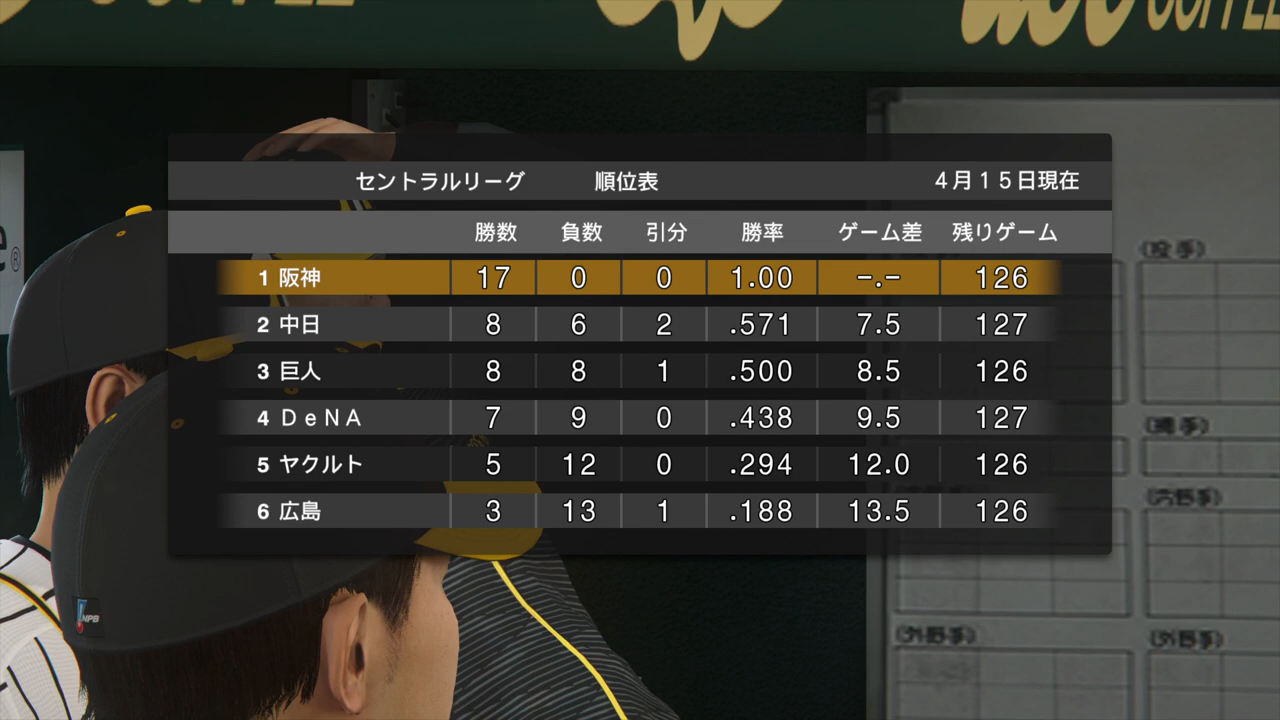 COFFEE
COFFEE
セントラルリーグ 順位表 4月15日現在
勝数 負数 引分 勝率 ゲーム差 残りゲーム
1 阪神 17 0 0 1.00 -.- 126
2 中日 8 6 2 .571 7.5 127
3 巨人 8 8 1 .500 8.5 126
4 DeNA 7 9 0 .438 9.5 127
5 ヤクルト 5 12 0 .294 12.0 126
6 広島 3 13 1 .188 13.5 126
(投手)
(捕手)
(内野手)
(外野手) (外野手)
NPB